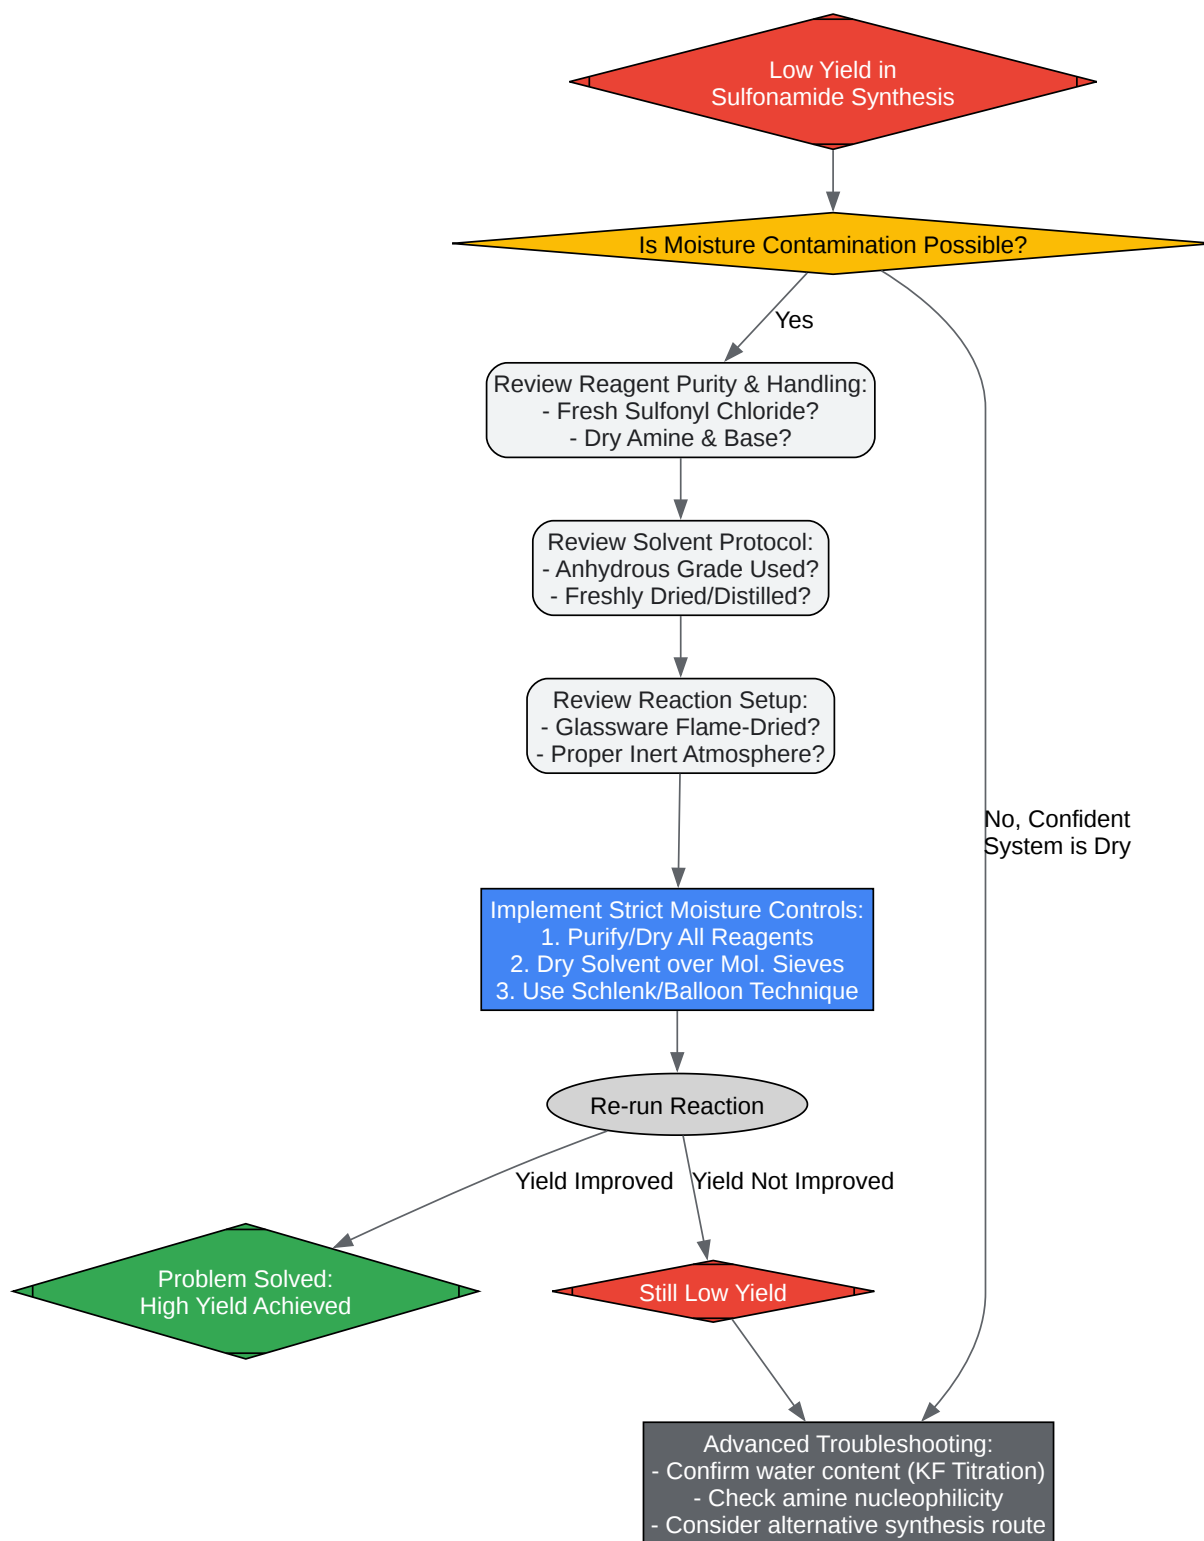 Low Yield in
Sulfonamide Synthesis
Is Moisture Contamination Possible?
Yes
Review Reagent Purity & Handling:
- Fresh Sulfonyl Chloride?
- Dry Amine & Base?
Review Solvent Protocol:
- Anhydrous Grade Used?
- Freshly Dried/Distilled?
Review Reaction Setup:
- Glassware Flame-Dried?
- Proper Inert Atmosphere?
No, Confident
System is Dry
Implement Strict Moisture Controls:
1. Purify/Dry All Reagents
2. Dry Solvent over Mol. Sieves
3. Use Schlenk/Balloon Technique
Re-run Reaction
Yield Improved
Yield Not Improved
Problem Solved:
High Yield Achieved
Still Low Yield
Advanced Troubleshooting:
- Confirm water content (KF Titration)
- Check amine nucleophilicity
- Consider alternative synthesis route